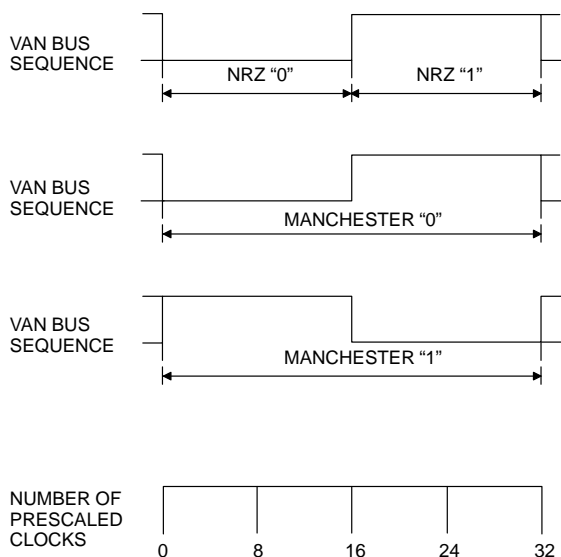 VAN BUS
SEQUENCE
NRZ “0”
NRZ “1”
VAN BUS
SEQUENCE
MANCHESTER “0”
VAN BUS
SEQUENCE
MANCHESTER “1”
NUMBER OF
PRESCALED
CLOCKS
0 8 16 24 32